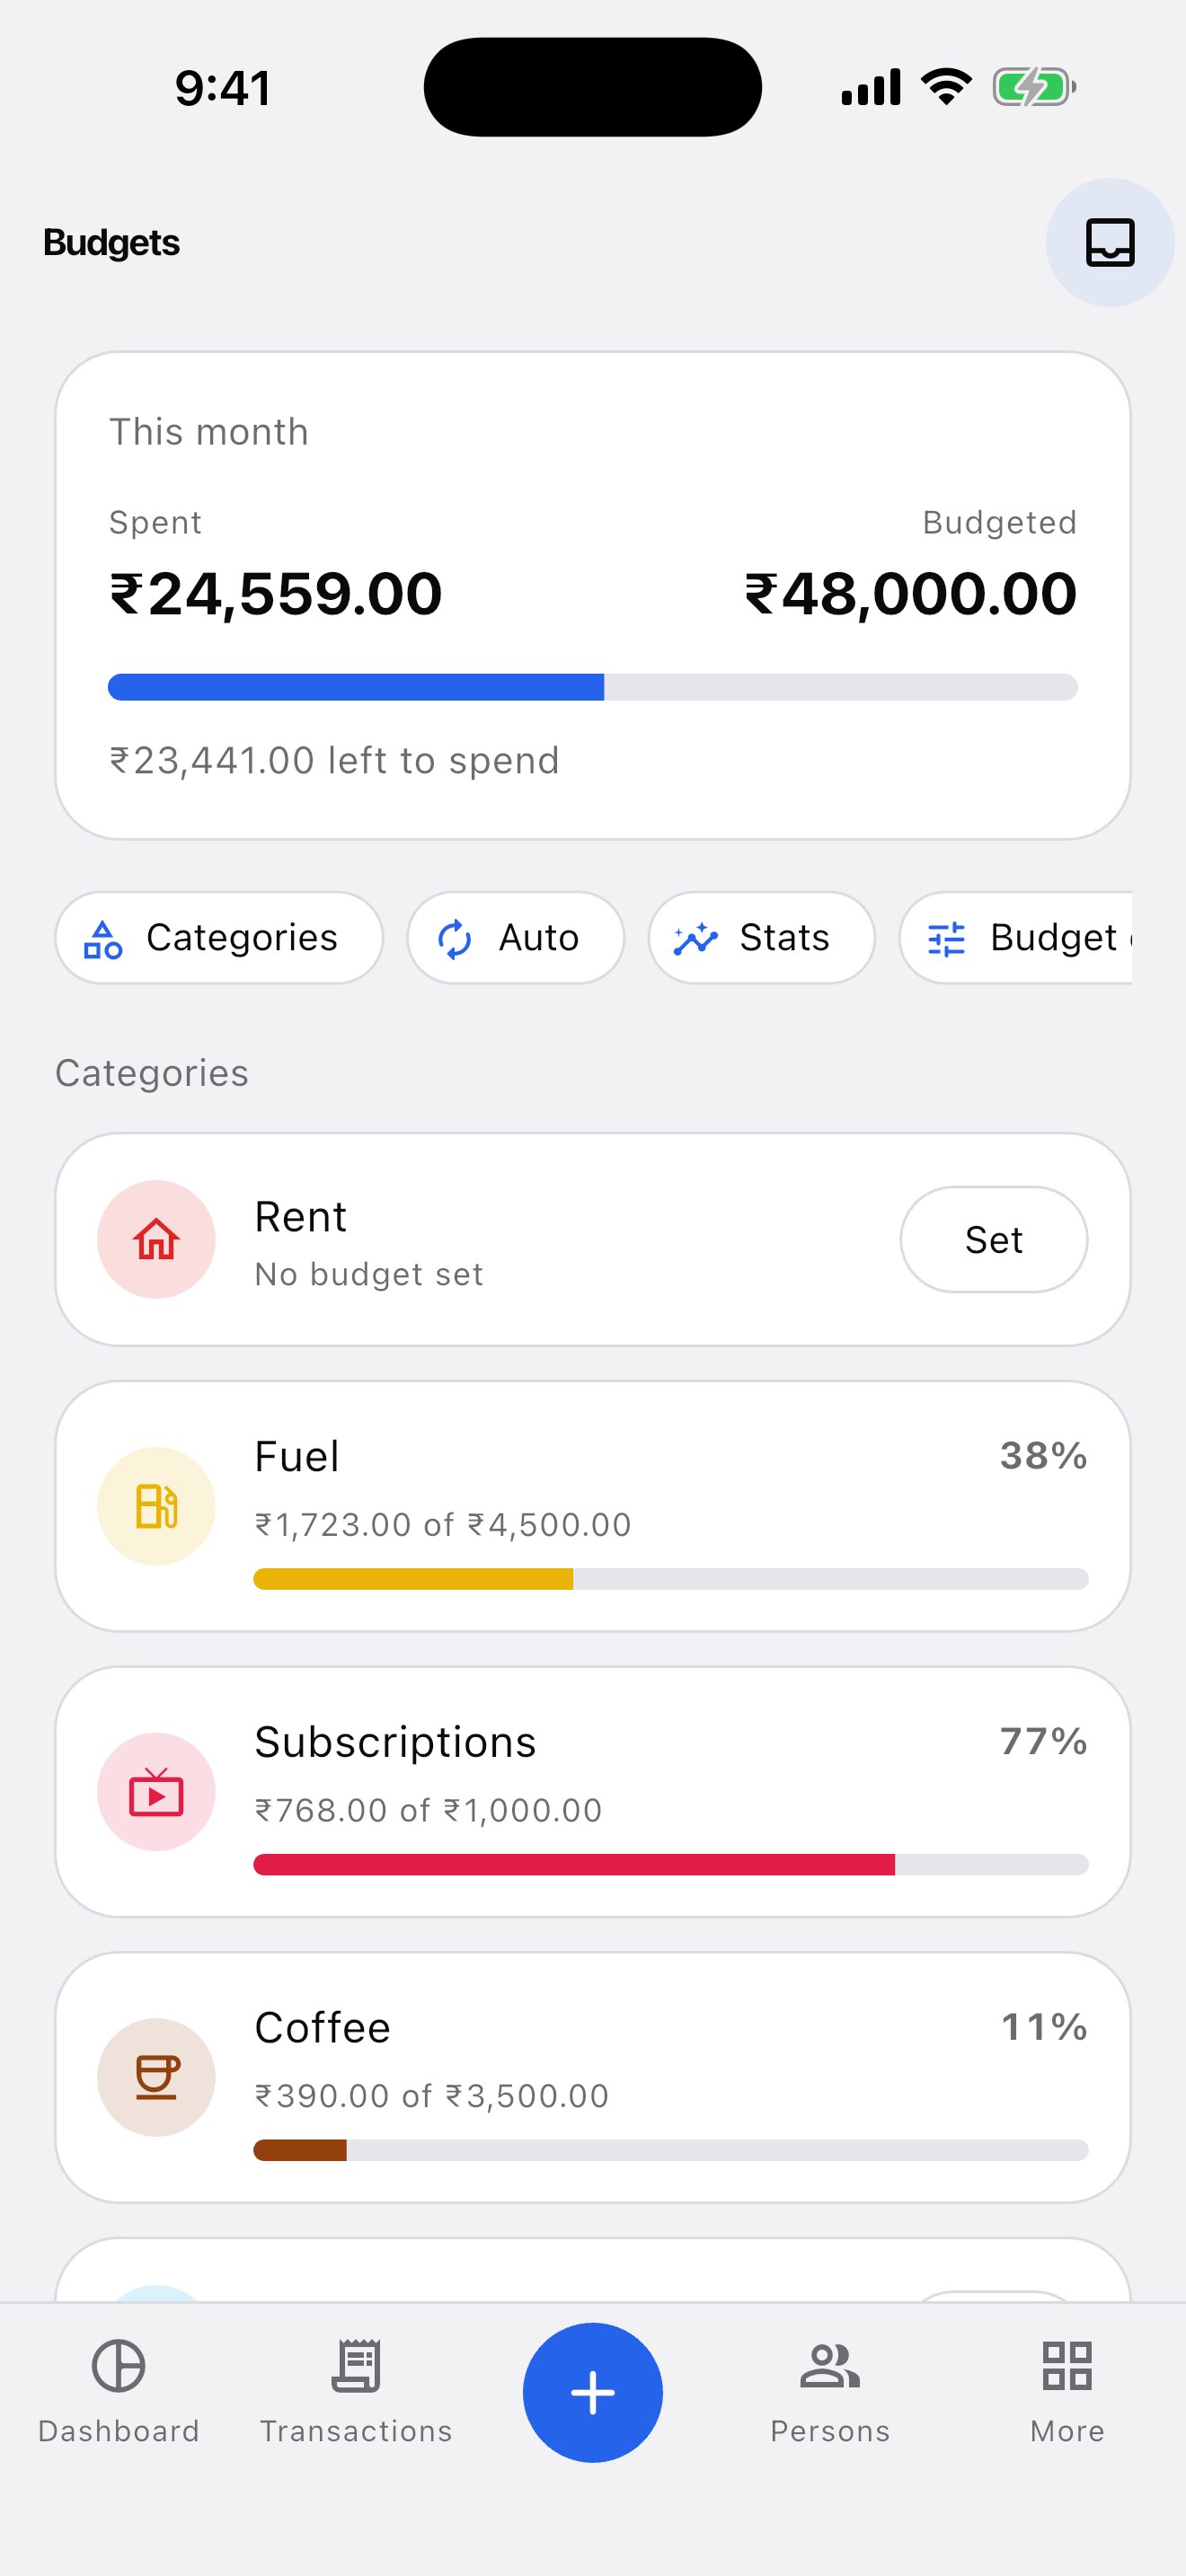 9:41
Budgets
This month
Spent
Budgeted
₹24,559.00
₹48,000.00
₹23,441.00 left to spend
Categories
Auto
Stats
Budget
Categories
Rent
No budget set
Set
Fuel
38%
₹1,723.00 of ₹4,500.00
Subscriptions
77%
₹768.00 of ₹1,000.00
Coffee
11%
₹390.00 of ₹3,500.00
Dashboard
Transactions
Persons
More